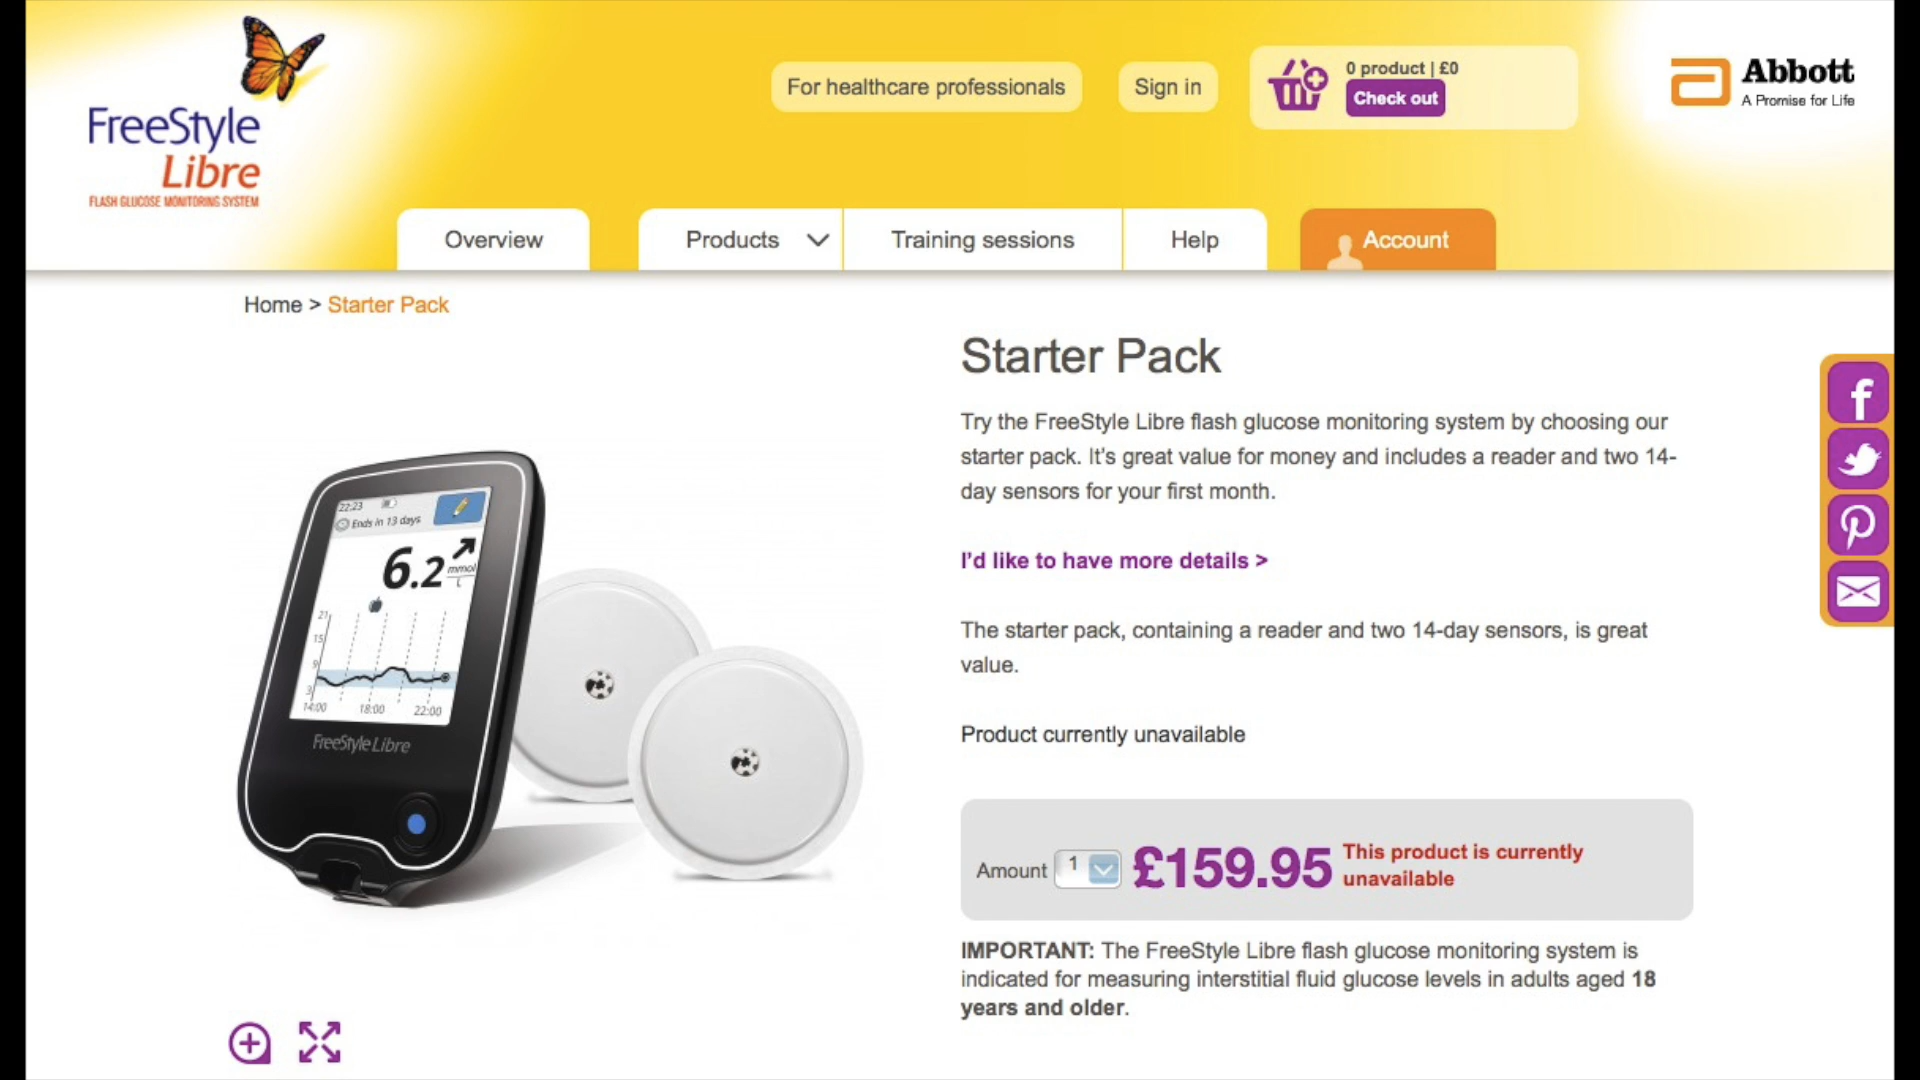 FreeStyle
Libre
FLASH GLUCOSE MONITORING SYSTEM
For healthcare professionals
Sign in
0 product | £0
Check out
Abbott
A Promise for Life
Overview
Products
Training sessions
Help
Account
Home > Starter Pack
Starter Pack
Try the FreeStyle Libre flash glucose monitoring system by choosing our
starter pack. It's great value for money and includes a reader and two 14-
day sensors for your first month.
I'd like to have more details >
The starter pack, containing a reader and two 14-day sensors, is great
value.
Product currently unavailable
22:23
Ends in 13 days
6.2 mmol
L
21
15
9
3
14:00 18:00 22:00
FreeStyle Libre
Amount 1 £159.95 This product is currently
unavailable
IMPORTANT: The FreeStyle Libre flash glucose monitoring system is
indicated for measuring interstitial fluid glucose levels in adults aged 18
years and older.